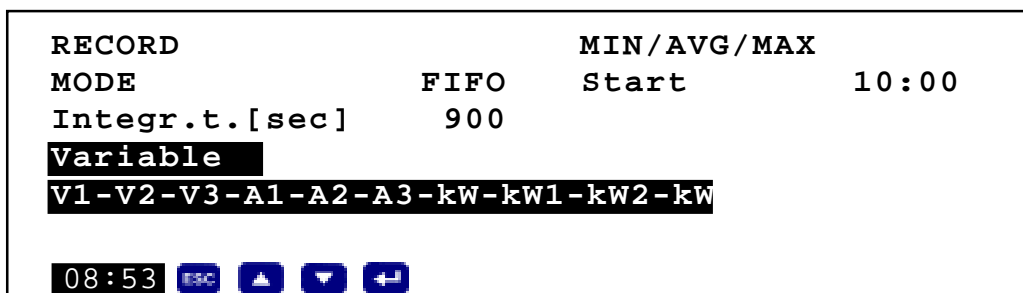 RECORD MIN/AVG/MAX
MODE FIFO Start 10:00
Integr.t.[sec] 900
Variable
V1-V2-V3-A1-A2-A3-kW-kW1-kW2-kW
08:53 ESC